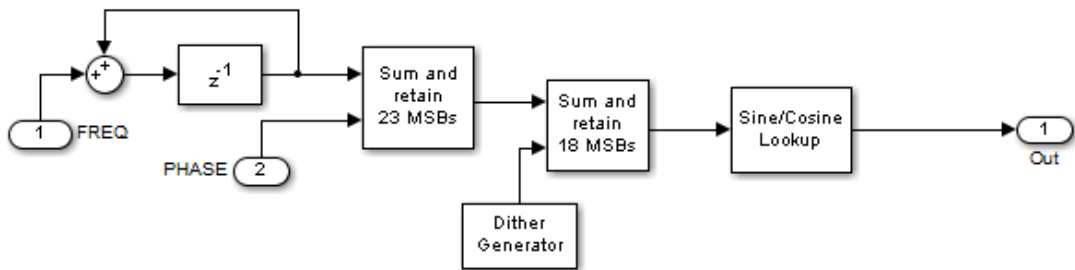 +
+
z-1
Sum and
retain
23 MSBs
1
FREQ
PHASE
2
Sum and
retain
18 MSBs
Dither
Generator
Sine/Cosine
Lookup
1
Out